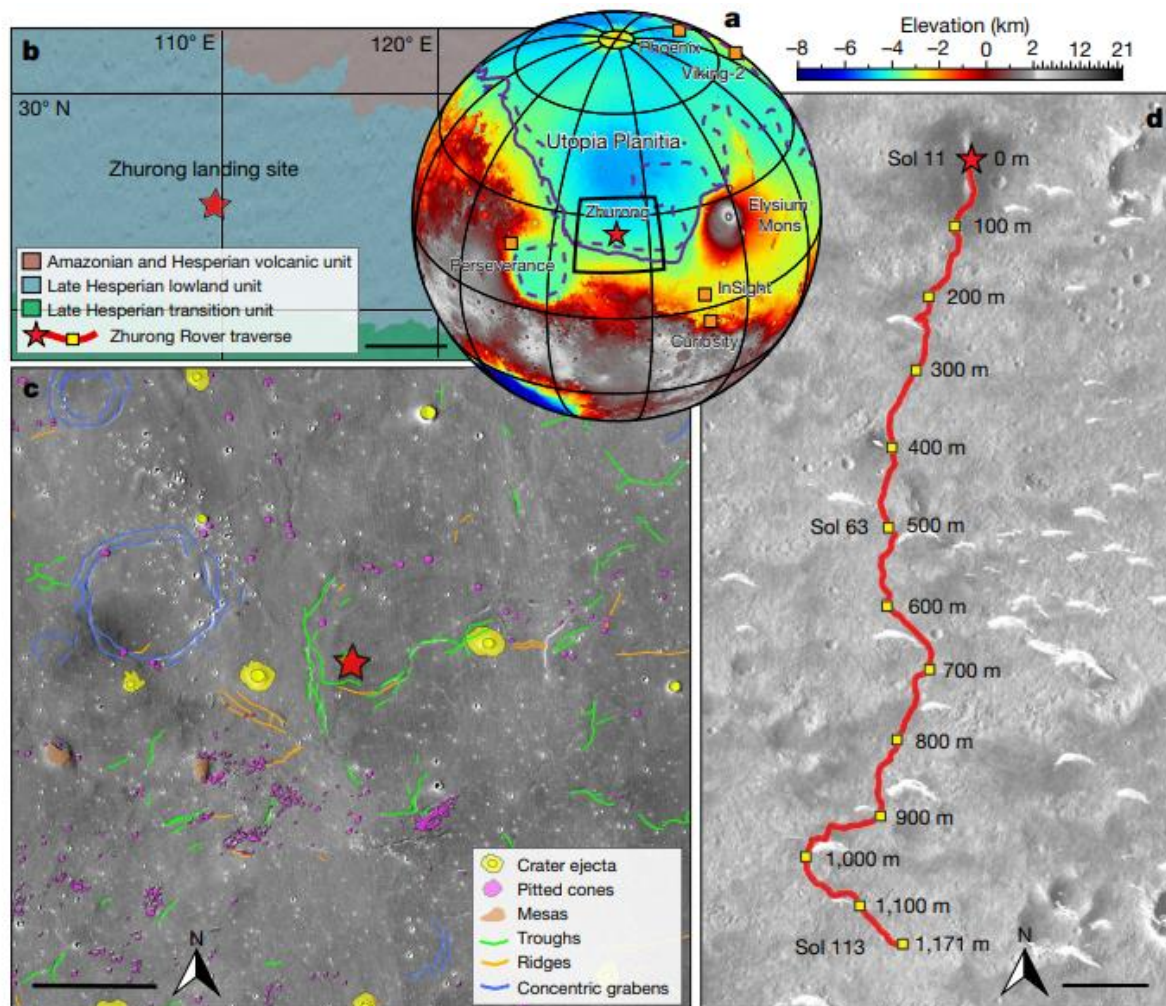 a
Elevation (km)
−8 −6 −4 −2 0 2 12 21
b
110° E
120° E
30° N
Zhurong landing site
Amazonian and Hesperian volcanic unit
Late Hesperian lowland unit
Late Hesperian transition unit
Zhurong Rover traverse
Phoenix
Viking-2
Utopia Planitia
Zhurong
Elysium
Mons
Perseverance
InSight
Curiosity
c
Crater ejecta
Pitted cones
Mesas
Troughs
Ridges
Concentric grabens
N
d
Sol 11
0 m
100 m
200 m
300 m
400 m
Sol 63
500 m
600 m
700 m
800 m
900 m
1,000 m
1,100 m
Sol 113
1,171 m
N